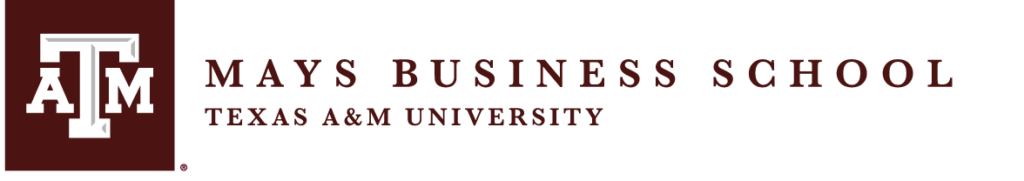 ATM
MAYS BUSINESS SCHOOL
TEXAS A&M UNIVERSITY
®